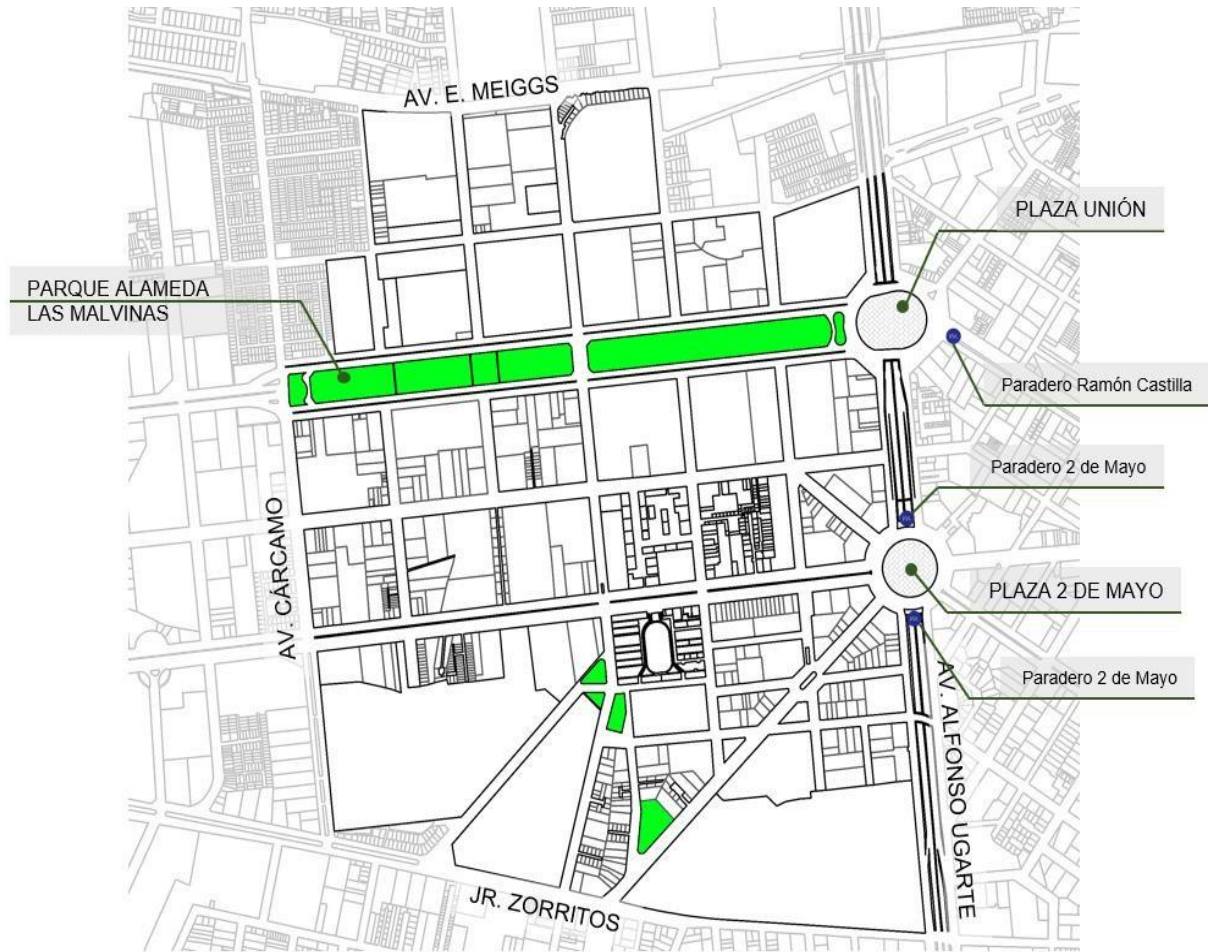 AV. E. MEIGGS
PLAZA UNIÓN
PARQUE ALAMEDA
LAS MALVINAS
Paradero Ramón Castilla
Paradero 2 de Mayo
AV. CÁRCAMO
PLAZA 2 DE MAYO
Paradero 2 de Mayo
AV. ALFONSO UGARTE
JR. ZORRITOS